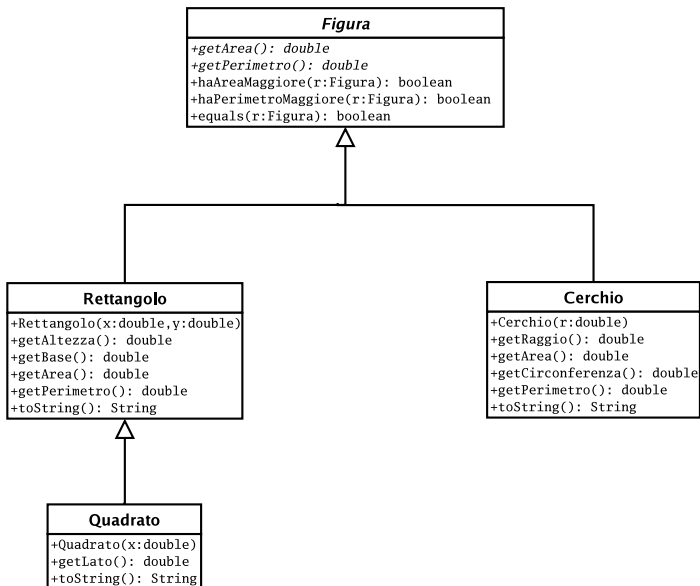 Figura
+getArea(): double
+getPerimetro(): double
+haAreaMaggiore(r:Figura): boolean
+haPerimetroMaggiore(r:Figura): boolean
+equals(r:Figura): boolean
Rettangolo
+Rettangolo(x:double,y:double)
+getAltezza(): double
+getBase(): double
+getArea(): double
+getPerimetro(): double
+toString(): String
Cerchio
+Cerchio(r:double)
+getRaggio(): double
+getArea(): double
+getCirconferenza(): double
+getPerimetro(): double
+toString(): String
Quadrato
+Quadrato(x:double)
+getLato(): double
+toString(): String